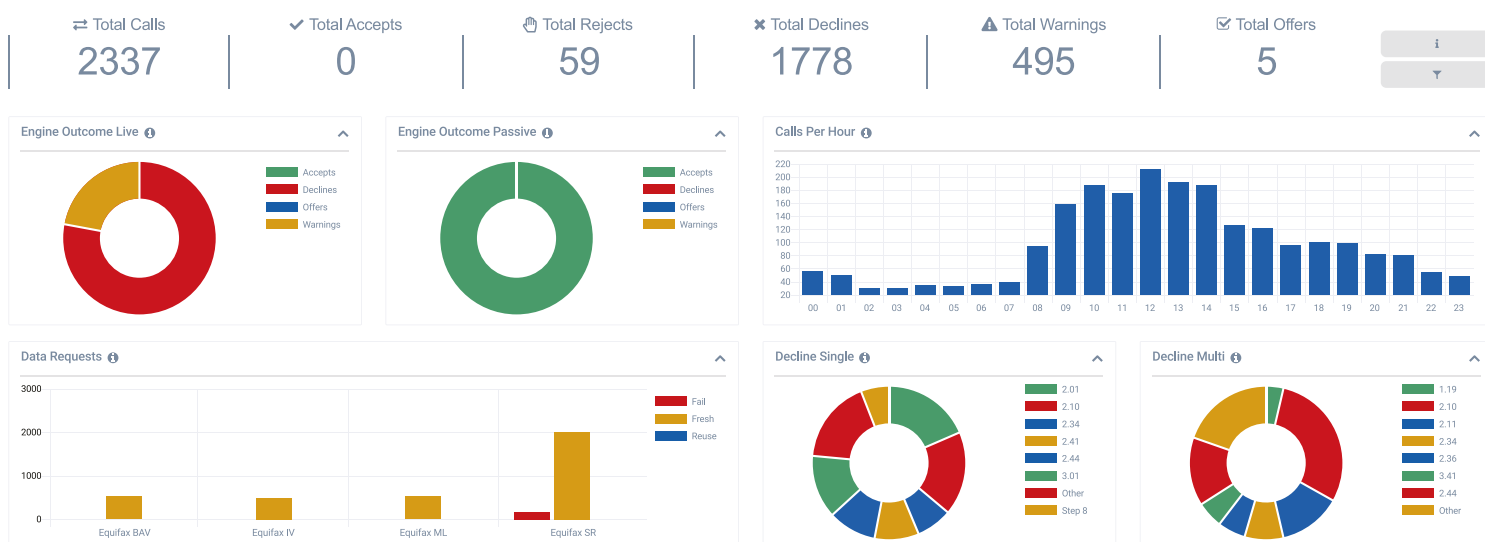 Total Calls
2337
Total Accepts
0
Total Rejects
59
Total Declines
1778
Total Warnings
495
Total Offers
5
i
Engine Outcome Live
Accepts
Declines
Offers
Warnings
Engine Outcome Passive
Accepts
Declines
Offers
Warnings
Calls Per Hour
220
200
180
160
140
120
100
80
60
40
20
00 01 02 03 04 05 06 07 08 09 10 11 12 13 14 15 16 17 18 19 20 21 22 23
Data Requests
3000
2000
1000
0
Equifax BAV Equifax IV Equifax ML Equifax SR
Fail
Fresh
Reuse
Decline Single
2.01
2.10
2.34
2.41
2.44
3.01
Other
Step 8
Decline Multi
1.19
2.10
2.11
2.34
2.36
3.41
2.44
Other